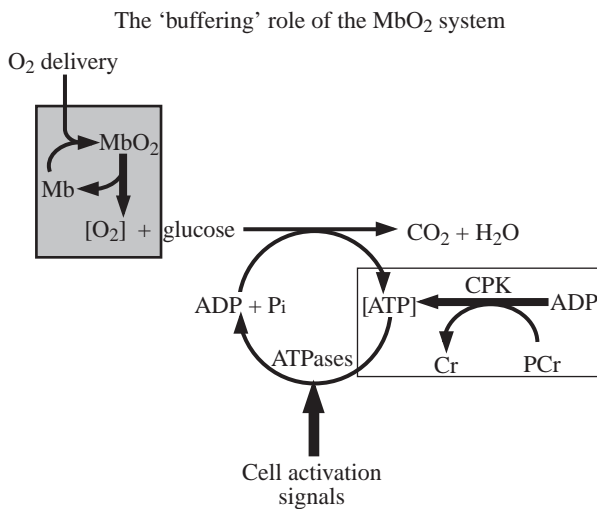 The ‘buffering’ role of the MbO₂ system
O₂ delivery
MbO₂
Mb
[O₂] + glucose
CO₂ + H₂O
CPK
ADP + Pi
[ATP]
ADP
ATPases
Cr
PCr
Cell activation
signals